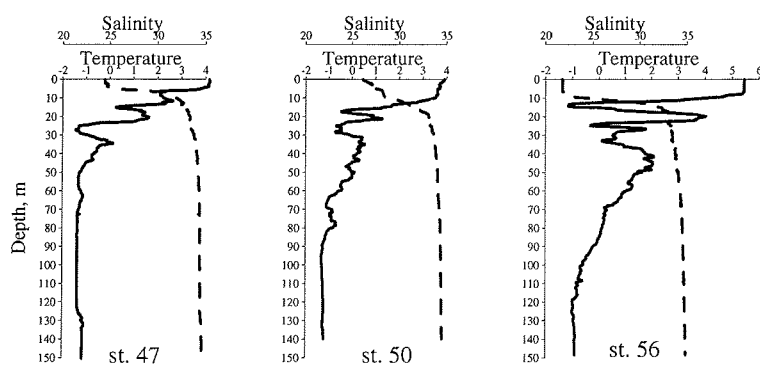 Salinity Salinity Salinity
20 25 30 35 20 25 30 35 20 25 30 35
Temperature Temperature Temperature
-2 -1 0 1 2 3 4 -2 -1 0 1 2 3 4 -2 -1 0 1 2 3 4 5 6
0 0 0
10 10 10
20 20 20
30 30 30
40 40 40
50 50 50
60 60 60
70 70 70
80 80 80
90 90 90
100 100 100
110 110 110
120 120 120
130 130 130
140 140 140
150 150 150
Depth, m
st. 47 st. 50 st. 56